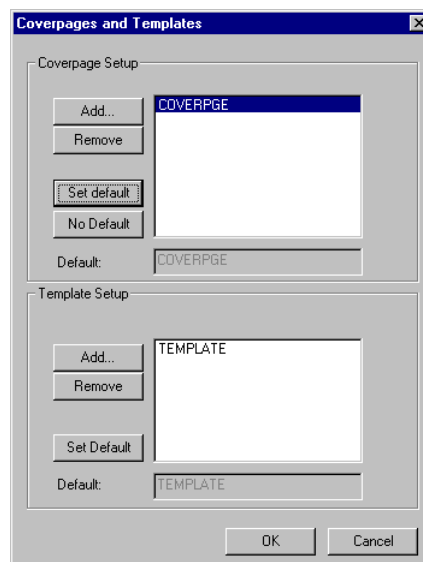 Coverpages and Templates
Coverpage Setup
Add...
COVERPGE
Remove
Set default
No Default
Default:
COVERPGE
Template Setup
Add...
TEMPLATE
Remove
Set Default
Default:
TEMPLATE
OK
Cancel